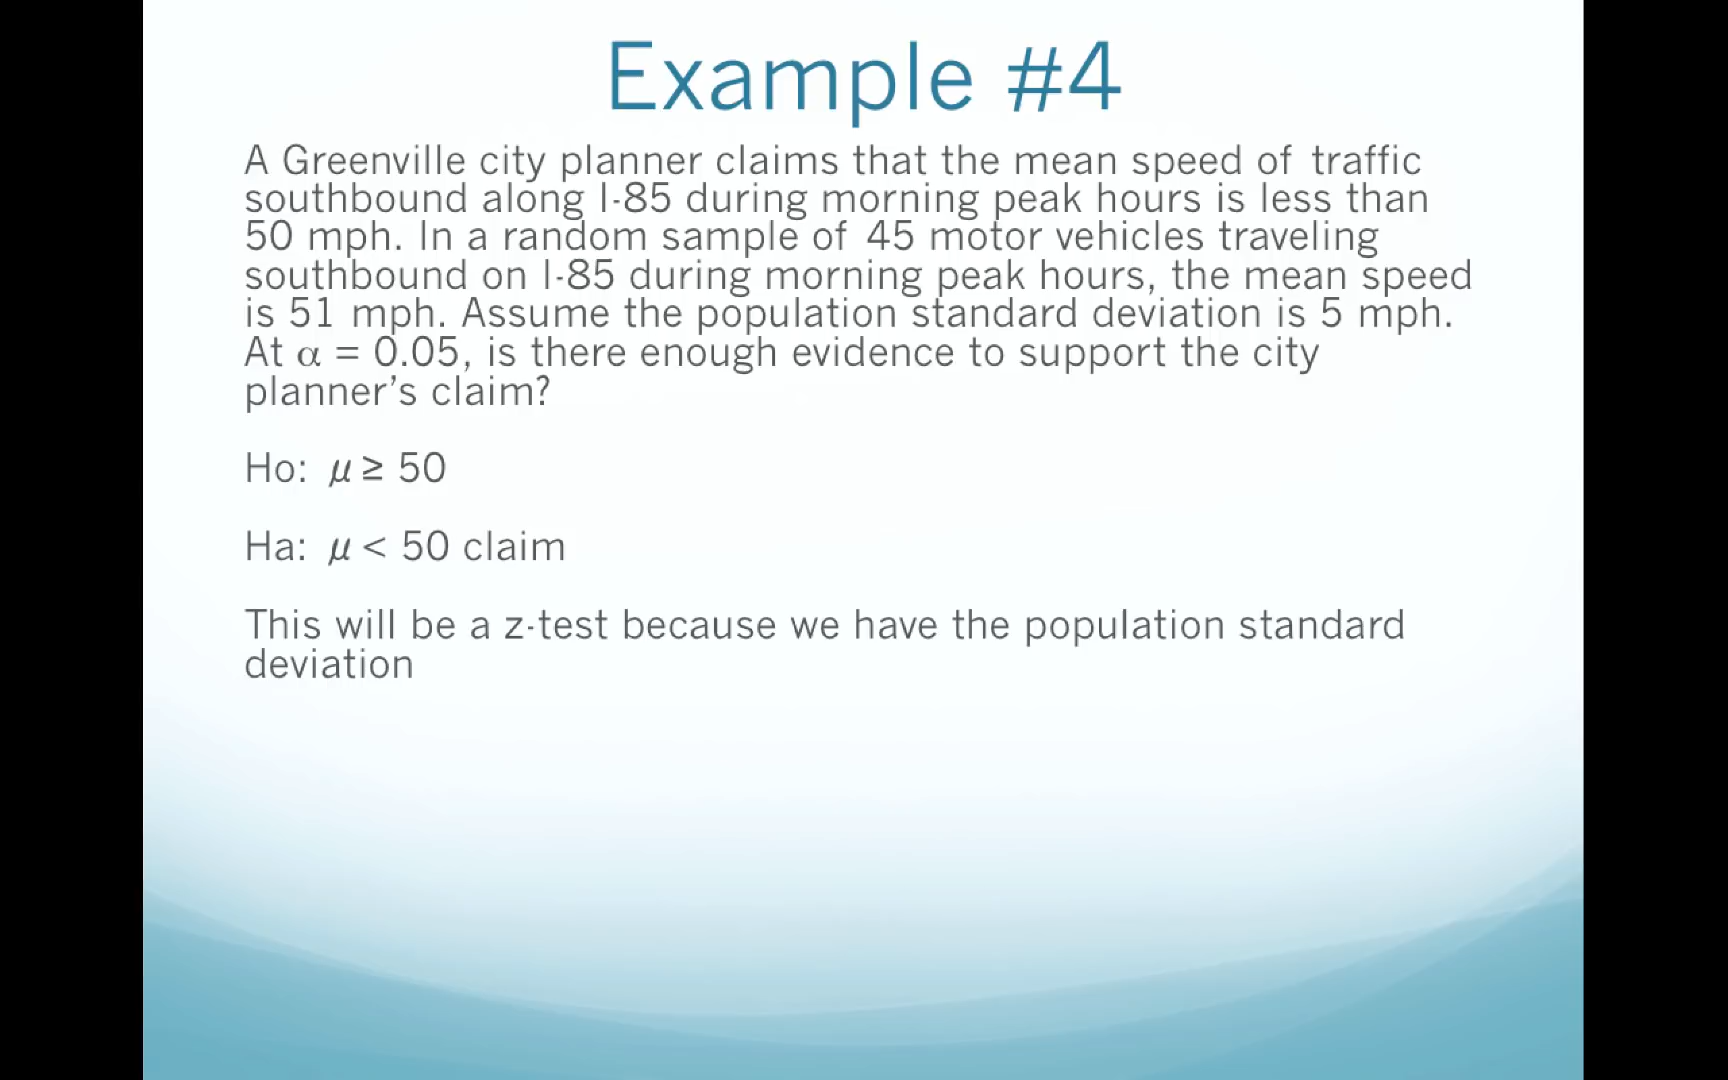 Example #4
A Greenville city planner claims that the mean speed of traffic
southbound along I-85 during morning peak hours is less than
50 mph. In a random sample of 45 motor vehicles traveling
southbound on I-85 during morning peak hours, the mean speed
is 51 mph. Assume the population standard deviation is 5 mph.
At α = 0.05, is there enough evidence to support the city
planner’s claim?
Ho: μ ≥ 50
Ha: μ < 50 claim
This will be a z-test because we have the population standard
deviation